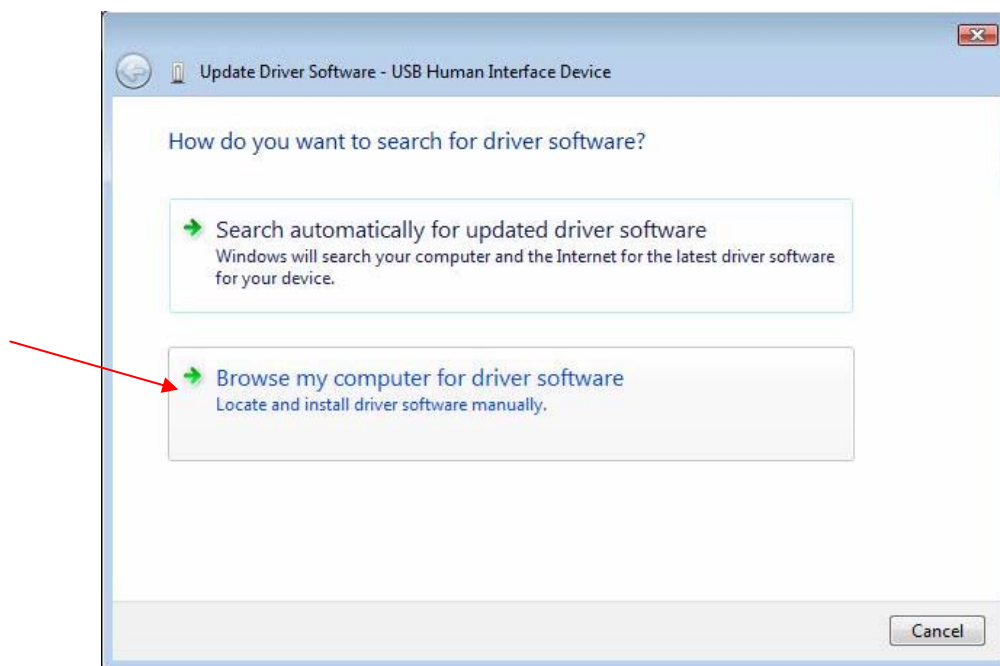 Update Driver Software - USB Human Interface Device
How do you want to search for driver software?
Search automatically for updated driver software
Windows will search your computer and the Internet for the latest driver software
for your device.
Browse my computer for driver software
Locate and install driver software manually.
Cancel